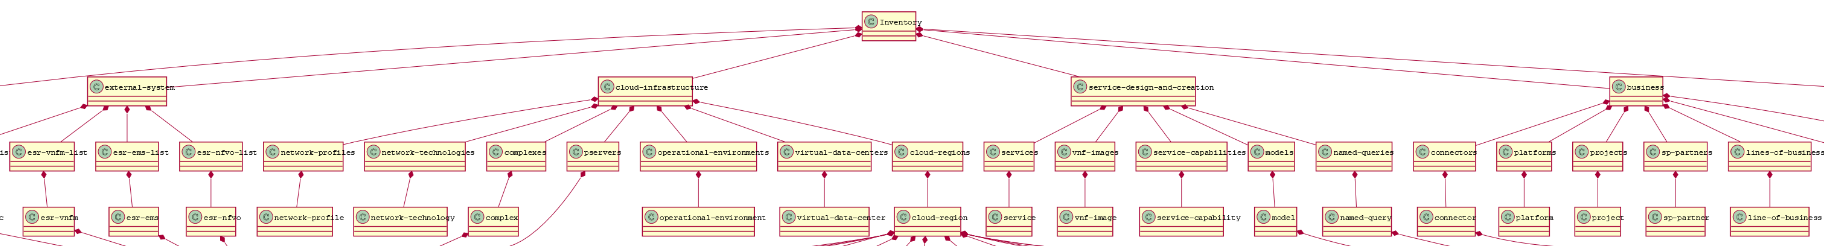 C Inventory
C external-system
C cloud-infrastructure
C service-design-and-creation
C business
C esr-vnfm-list
C esr-ems-list
C esr-nfvo-list
C network-profiles
C network-technologies
C complexes
C pservers
C operational-environments
C virtual-data-centers
C cloud-regions
C services
C vnf-images
C service-capabilities
C models
C named-queries
C connectors
C platforms
C projects
C sp-partners
C lines-of-business
C esr-vnfm
C esr-ems
C esr-nfvo
C network-profile
C network-technology
C complex
C operational-environment
C virtual-data-center
C cloud-region
C service
C vnf-image
C service-capability
C model
C named-query
C connector
C platform
C project
C sp-partner
C line-of-business